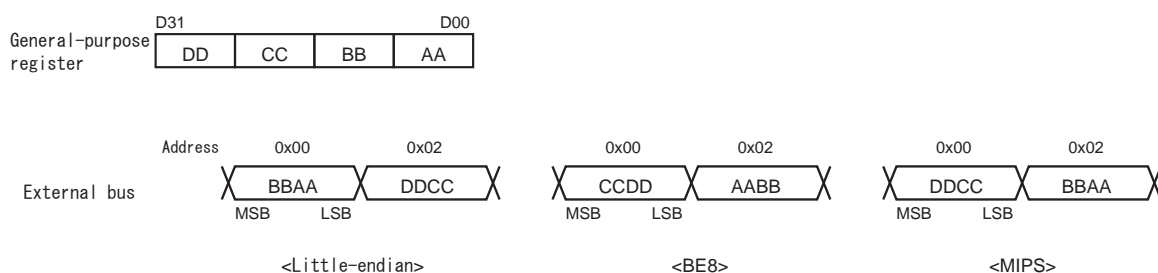 D31 D00
General-purpose register DD CC BB AA
Address 0x00 0x02 0x00 0x02 0x00 0x02
External bus BBAA DDCC CCDD AABB DDCC BBAA
MSB LSB MSB LSB MSB LSB
<Little-endian> <BE8> <MIPS>